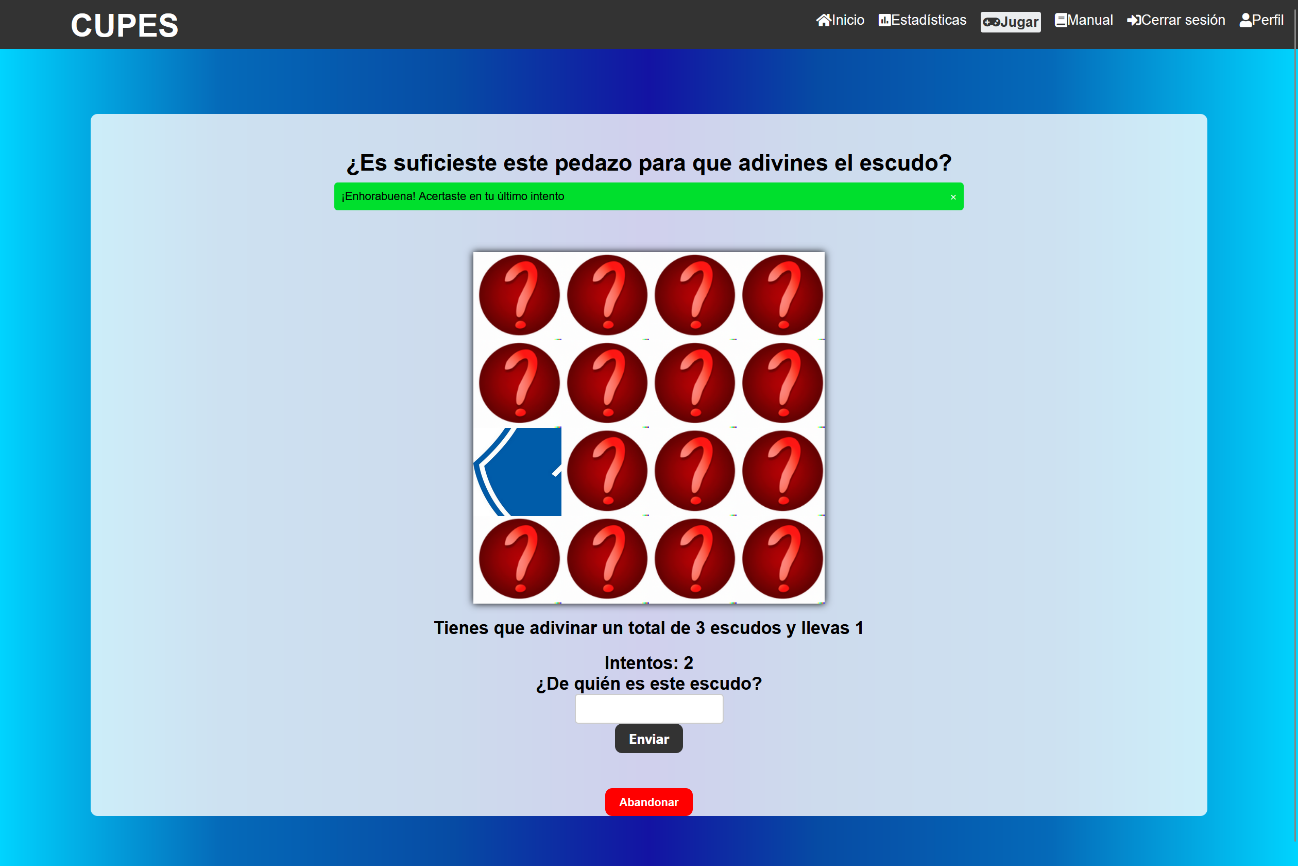 CUPES
Inicio Estadísticas Jugar Manual Cerrar sesión Perfil
¿Es suficieste este pedazo para que adivines el escudo?
¡Enhorabuena! Acertaste en tu último intento ×
? ? ? ?
? ? ? ?
? ? ?
? ? ? ?
Tienes que adivinar un total de 3 escudos y llevas 1
Intentos: 2
¿De quién es este escudo?
Enviar
Abandonar